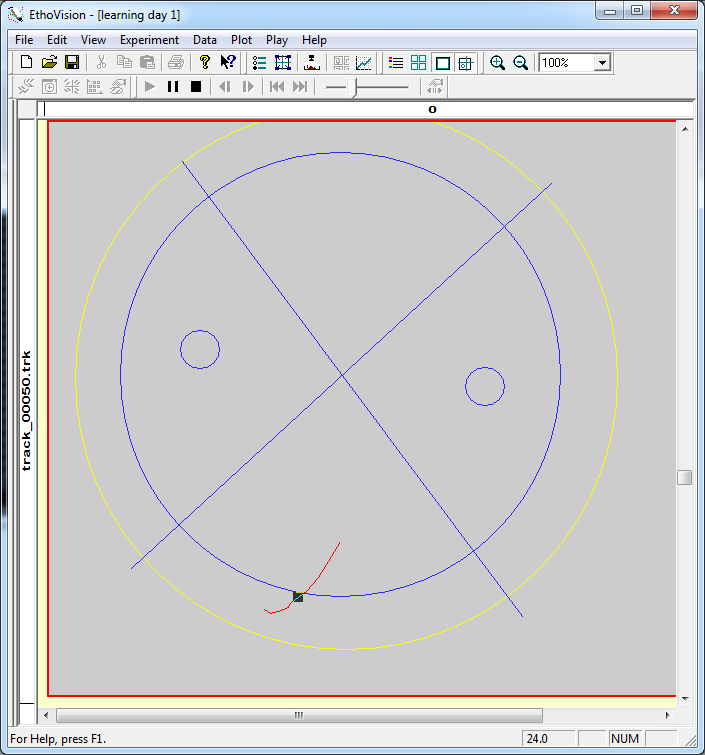 EthoVision - [learning day 1]
File Edit View Experiment Data Plot Play Help
100%
0
track_00050.trk
For Help, press F1.
24.0
NUM